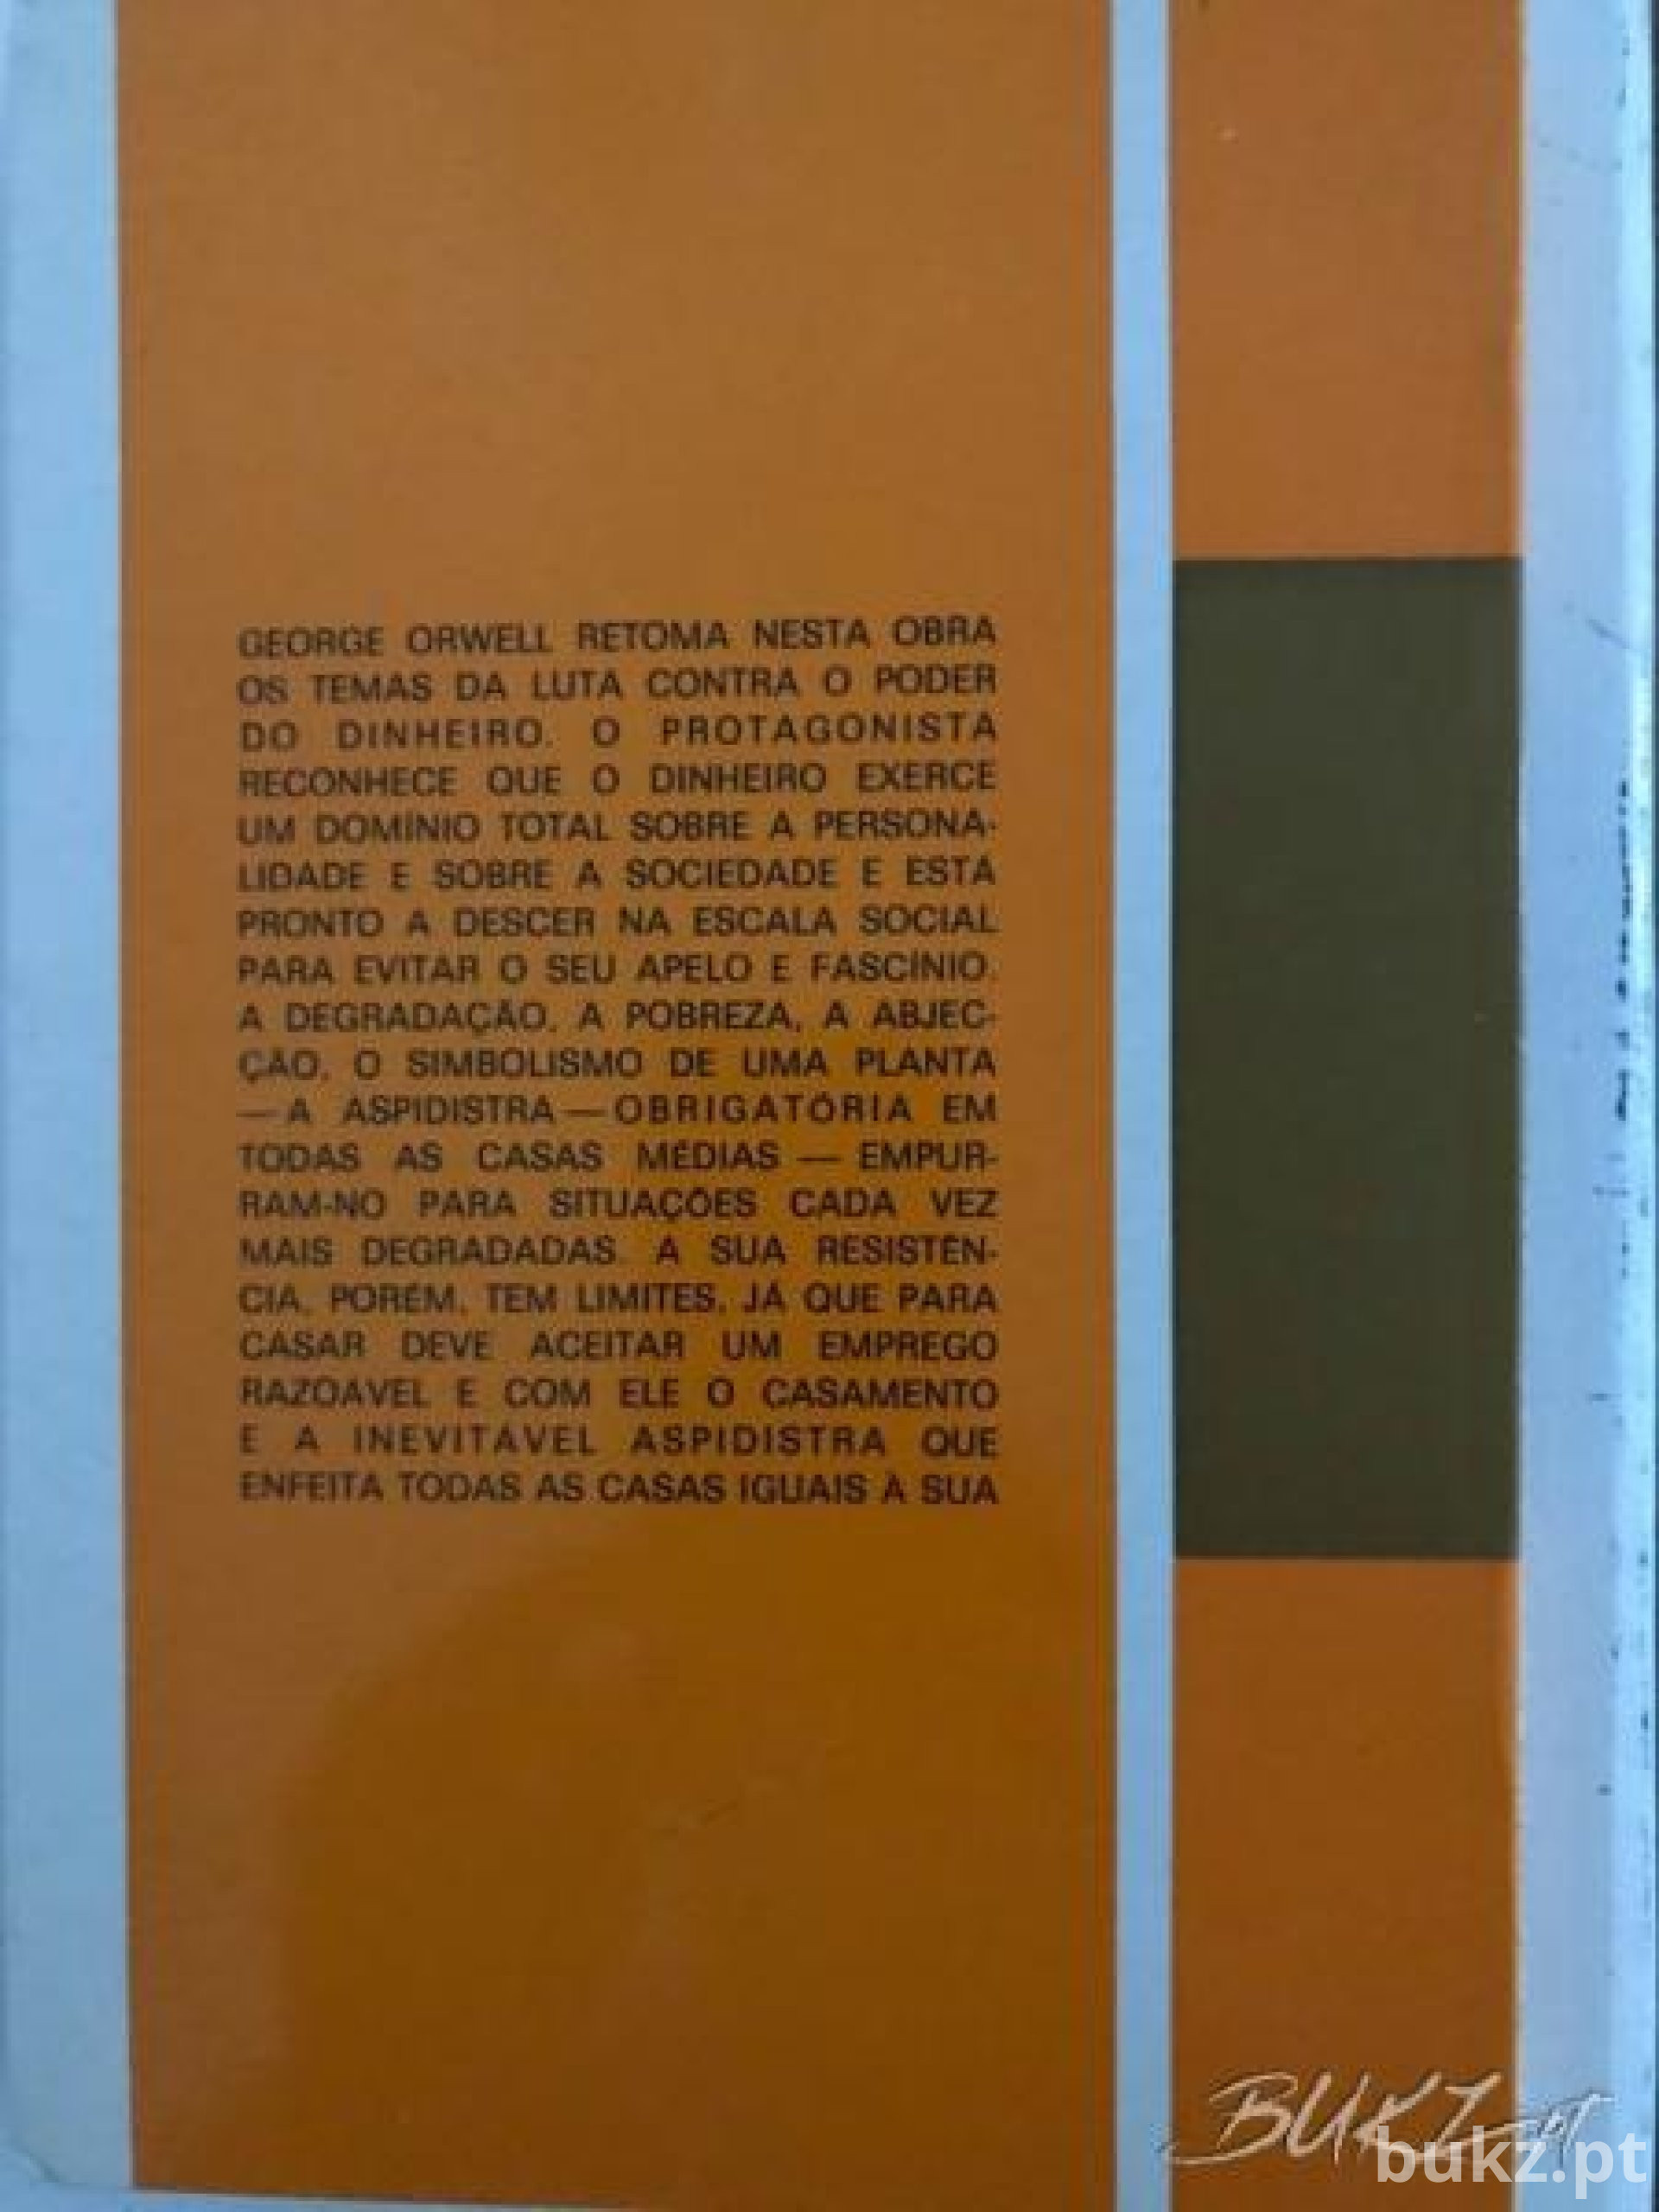 GEORGE ORWELL RETOMA NESTA OBRA
OS TEMAS DA LUTA CONTRA O PODER
DO DINHEIRO. O PROTAGONISTA
RECONHECE QUE O DINHEIRO EXERCE
UM DOMÍNIO TOTAL SOBRE A PERSONA-
LIDADE E SOBRE A SOCIEDADE E ESTÁ
PRONTO A DESCER NA ESCALA SOCIAL
PARA EVITAR O SEU APELO E FASCÍNIO.
A DEGRADAÇÃO, A POBREZA, A ABJEC-
ÇÃO, O SIMBOLISMO DE UMA PLANTA
— A ASPIDISTRA — OBRIGATÓRIA EM
TODAS AS CASAS MÉDIAS — EMPUR-
RAM-NO PARA SITUAÇÕES CADA VEZ
MAIS DEGRADADAS. A SUA RESISTÊN-
CIA, PORÉM, TEM LIMITES, JÁ QUE PARA
CASAR DEVE ACEITAR UM EMPREGO
RAZOÁVEL E COM ELE O CASAMENTO
E A INEVITÁVEL ASPIDISTRA QUE
ENFEITA TODAS AS CASAS IGUAIS À SUA
BUKZ.pt
bukz.pt